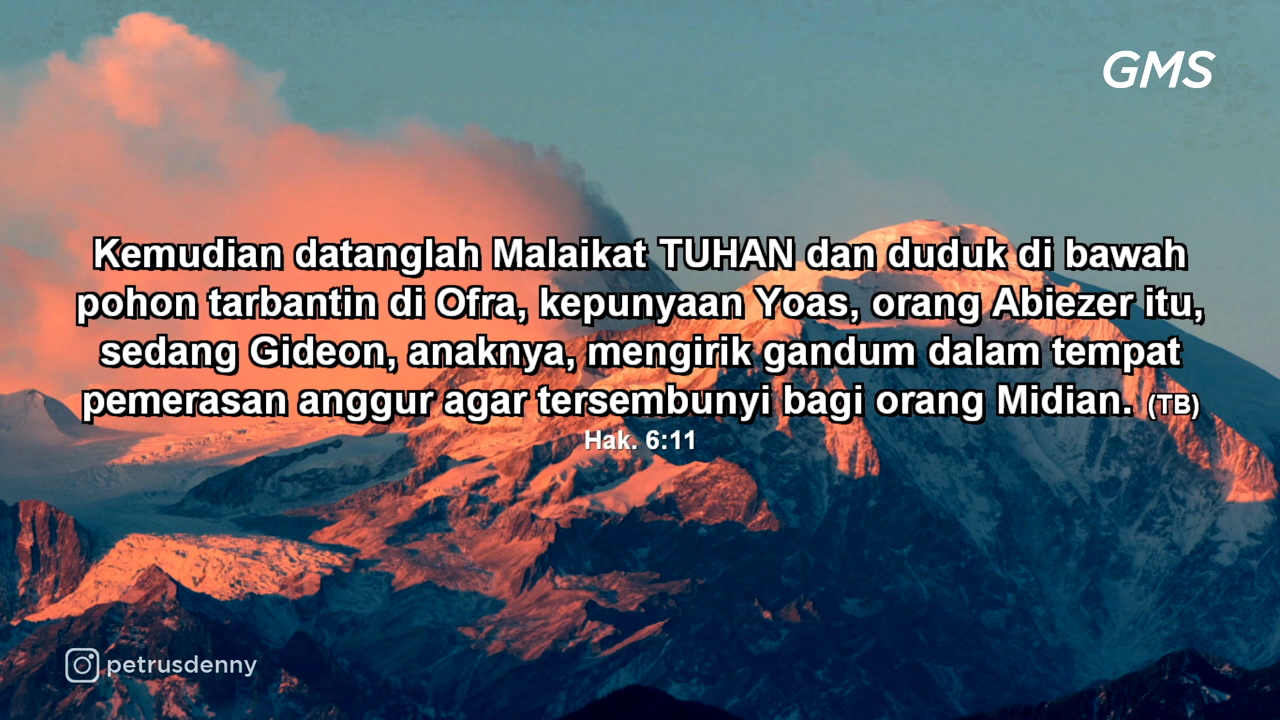 GMS
Kemudian datanglah Malaikat TUHAN dan duduk di bawah
pohon tarbantin di Ofra, kepunyaan Yoas, orang Abiezer itu,
sedang Gideon, anaknya, mengirik gandum dalam tempat
pemerasan anggur agar tersembunyi bagi orang Midian. (TB)
Hak. 6:11
petrusdenny